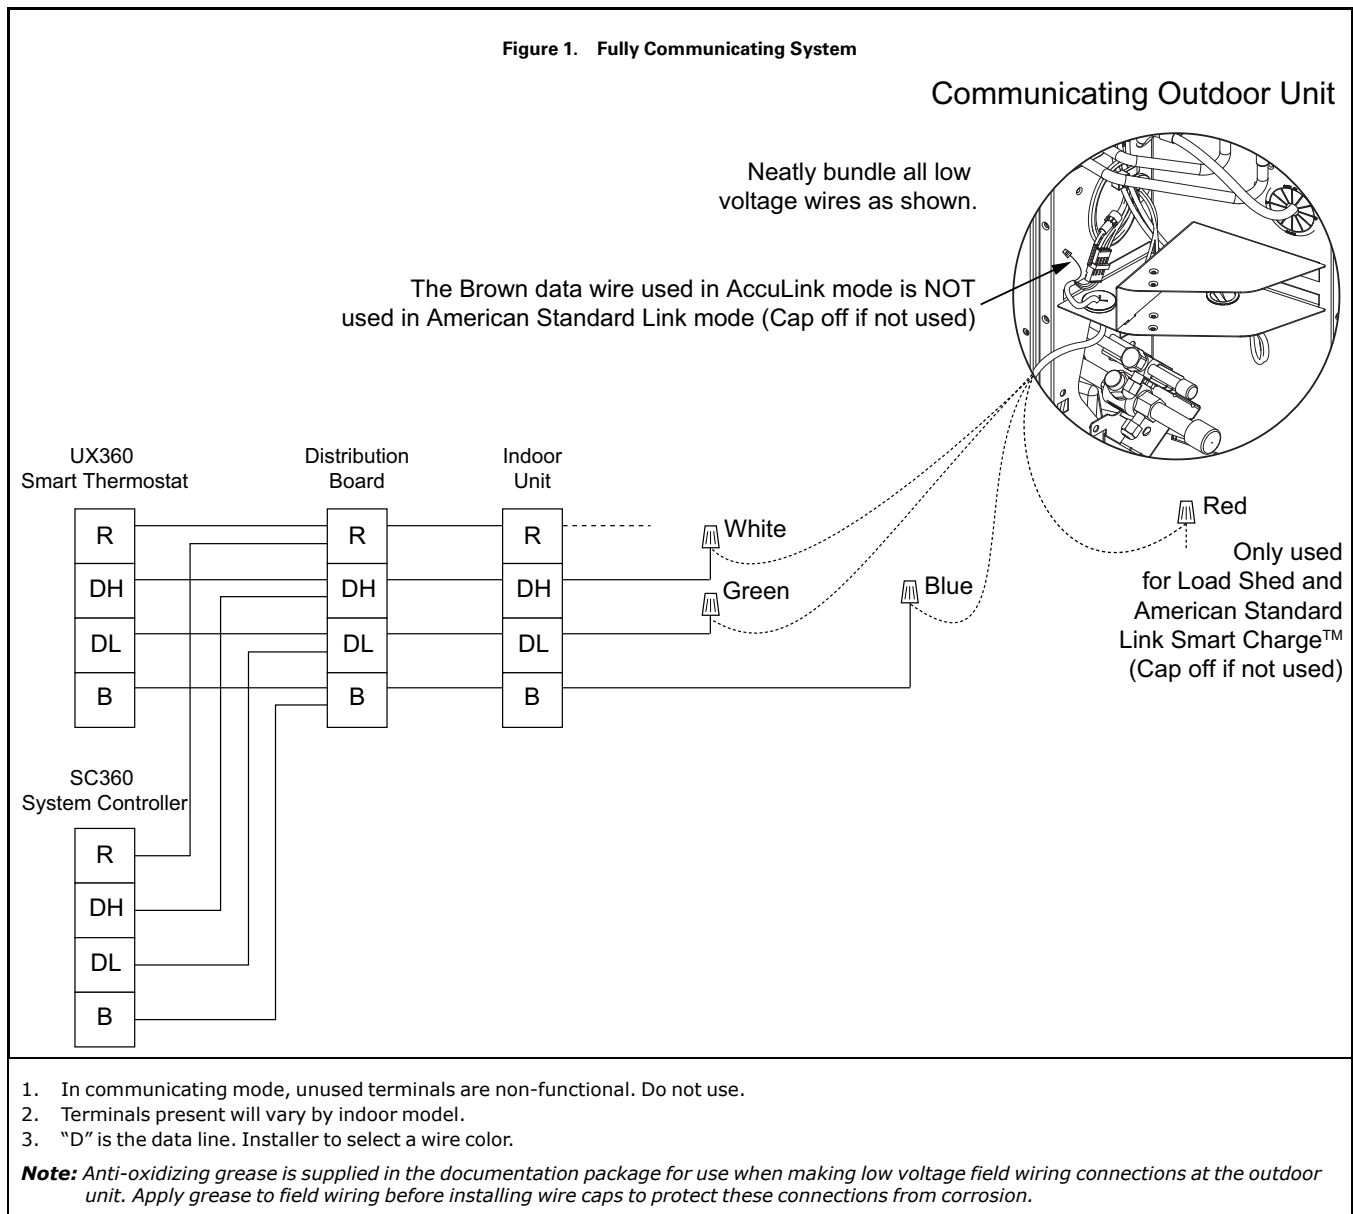 Figure 1. Fully Communicating System
Communicating Outdoor Unit
Neatly bundle all low
voltage wires as shown.
The Brown data wire used in AccuLink mode is NOT
used in American Standard Link mode (Cap off if not used)
UX360
Smart Thermostat
Distribution
Board
Indoor
Unit
R
DH
DL
B
R
DH
DL
B
R
DH
DL
B
White
Green
Blue
Red
Only used
for Load Shed and
American Standard
Link Smart Charge™
(Cap off if not used)
SC360
System Controller
R
DH
DL
B
1. In communicating mode, unused terminals are non-functional. Do not use.
2. Terminals present will vary by indoor model.
3. “D” is the data line. Installer to select a wire color.
Note: Anti-oxidizing grease is supplied in the documentation package for use when making low voltage field wiring connections at the outdoor
unit. Apply grease to field wiring before installing wire caps to protect these connections from corrosion.